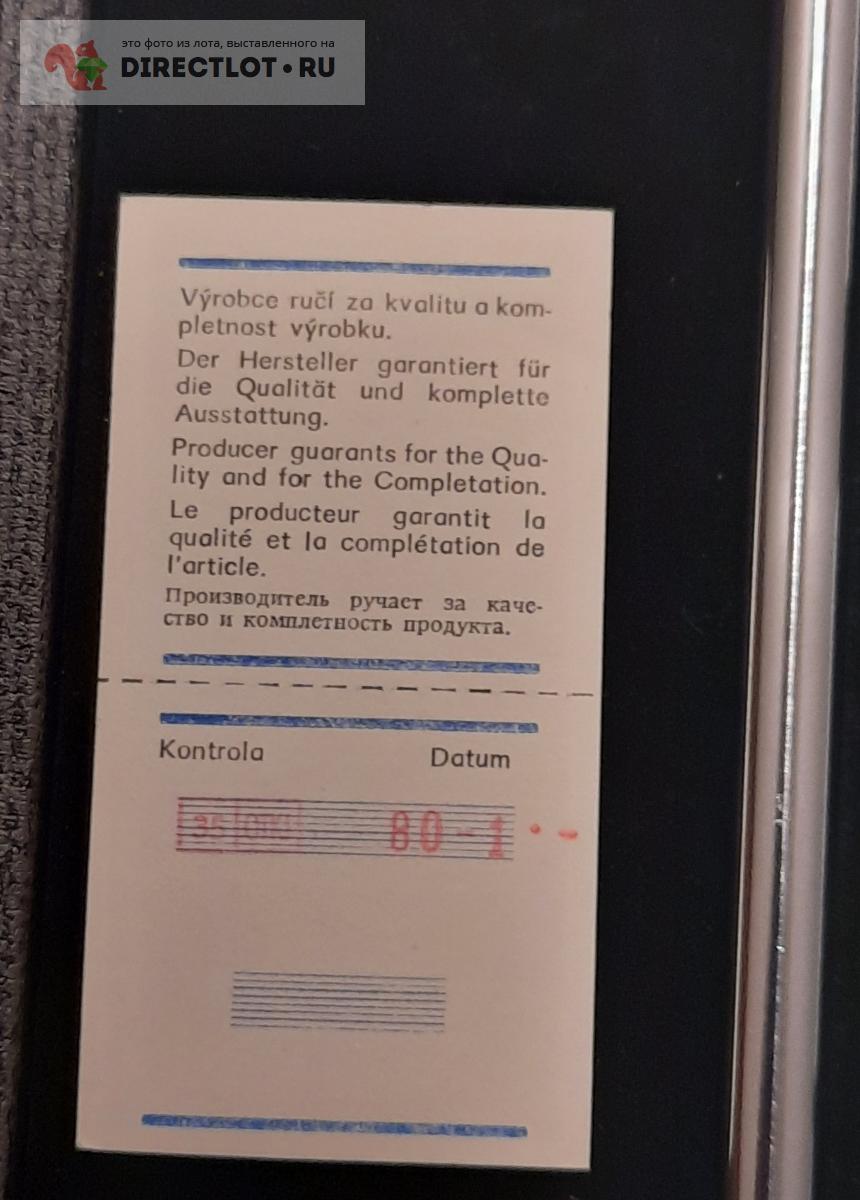 это фото из лота, выставленного на
DIRECTLOT•RU
Výrobce ručí za kvalitu a kom-
pletnost výrobku.
Der Hersteller garantiert für
die Qualität und komplette
Ausstattung.
Producer guarants for the Qua-
lity and for the Completation.
Le producteur garantit la
qualité et la complétation de
l'article.
Производитель ручает за каче-
ство и комплетность продукта.
Kontrola Datum
35 80-1